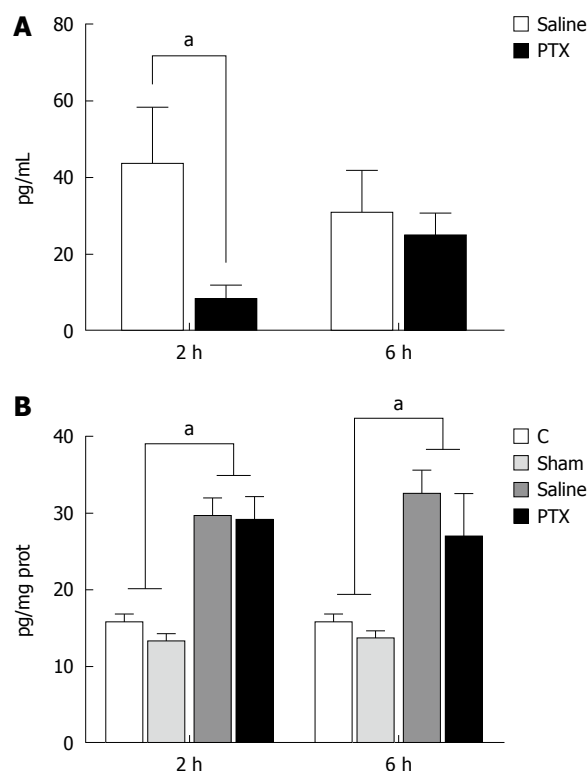 A
80
60
40
20
0
pg/mL
a
Saline
PTX
2 h
6 h
B
40
30
20
10
0
pg/mg prot
a
a
C
Sham
Saline
PTX
2 h
6 h